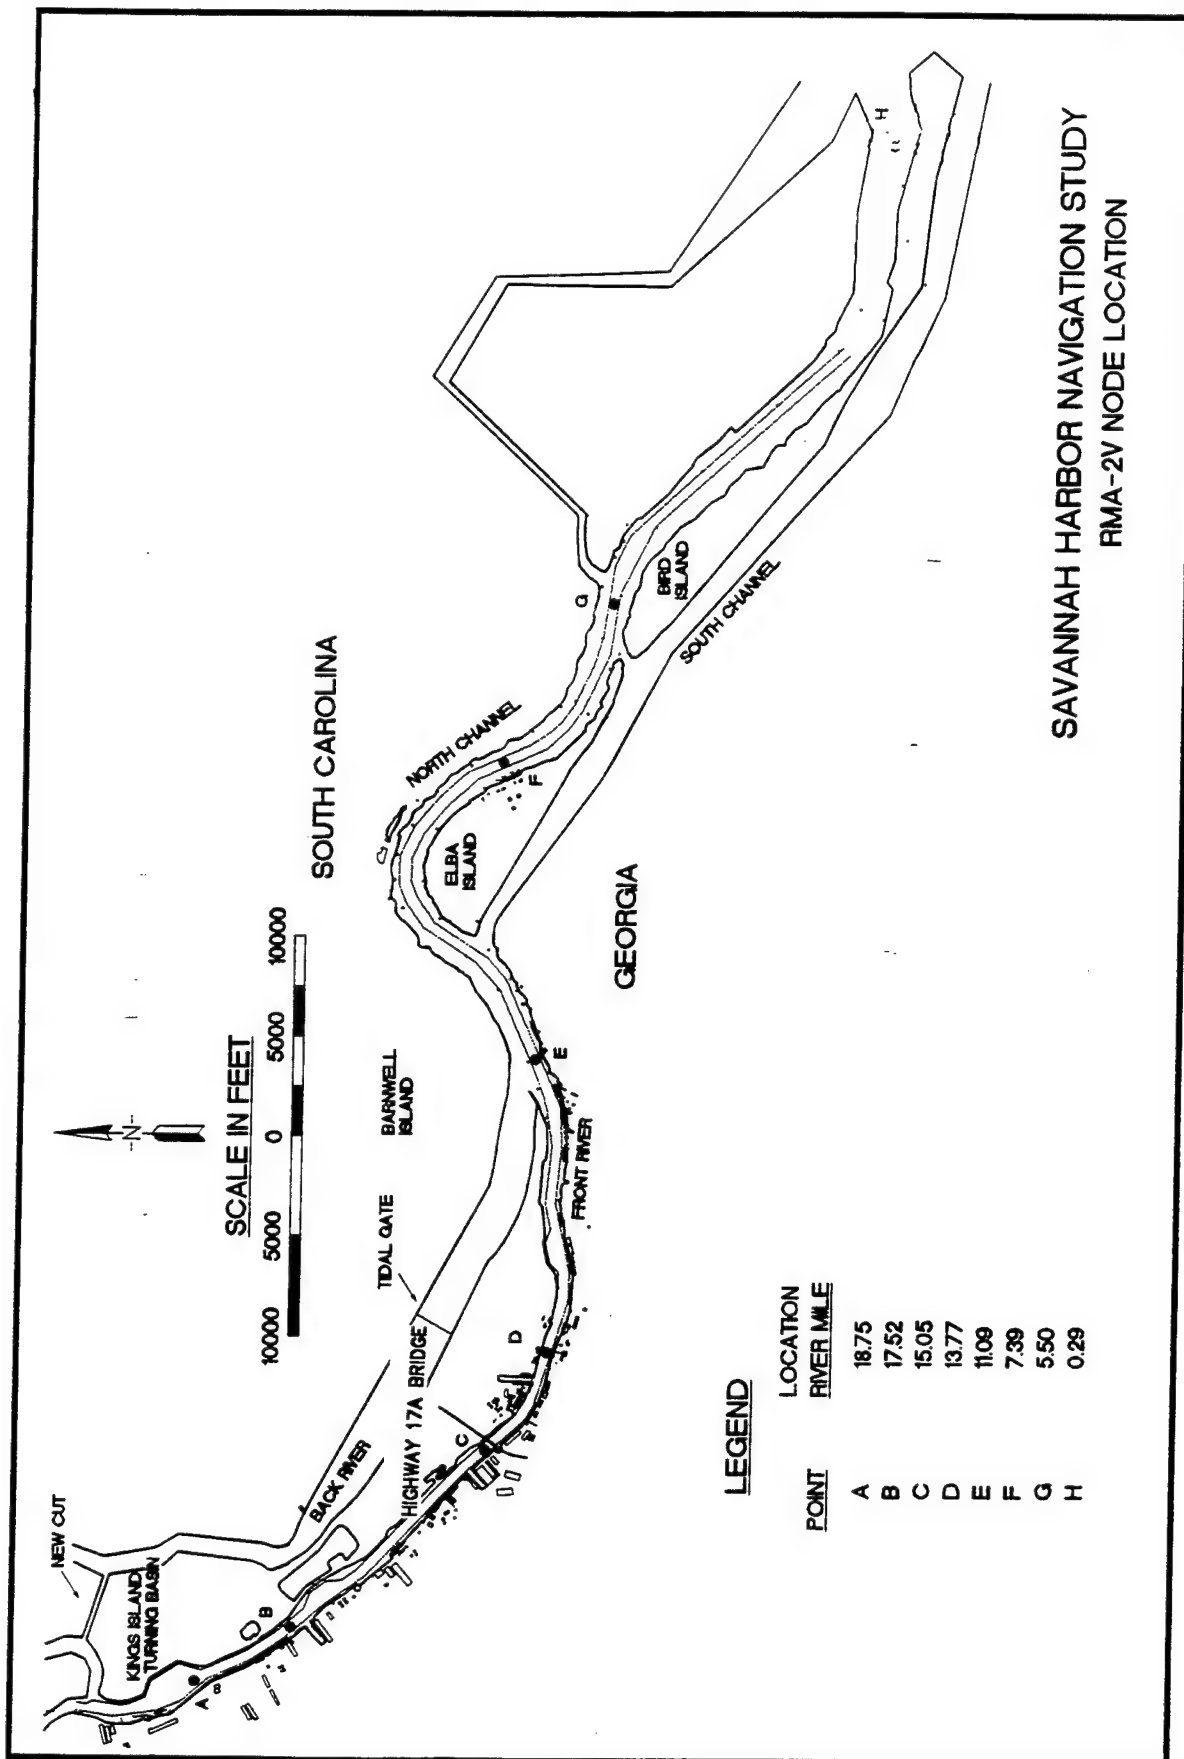 NEW CUT
KINGS ISLAND
TURNING BASIN
A
B
BACK RIVER
HIGHWAY 17A BRIDGE
C
D
TIDAL GATE
BARNWELL
ISLAND
FRONT RIVER
E
-N-
SCALE IN FEET
10000 5000 0 5000 10000
SOUTH CAROLINA
GEORGIA
ELBA
ISLAND
NORTH CHANNEL
F
G
BIRD
ISLAND
SOUTH CHANNEL
H
LEGEND
LOCATION
POINT RIVER MILE
A 18.75
B 17.52
C 15.05
D 13.77
E 11.09
F 7.39
G 5.50
H 0.29
SAVANNAH HARBOR NAVIGATION STUDY
RMA-2V NODE LOCATION